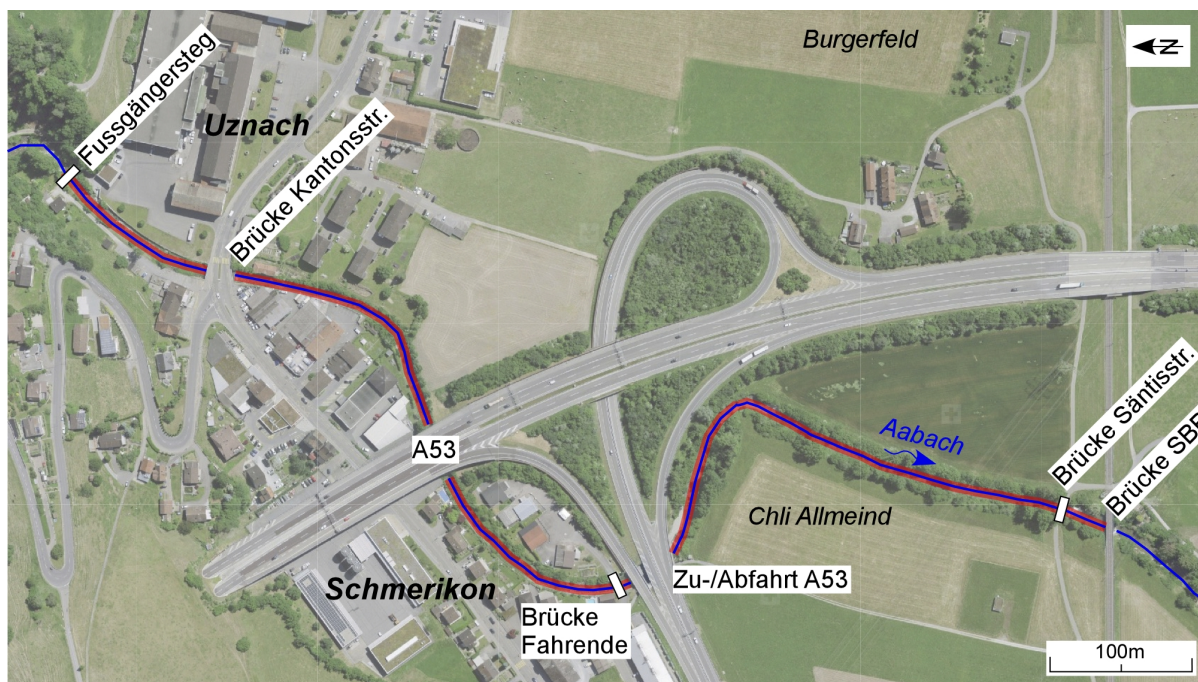 Burgerfeld
N
Fussgängersteg
Uznach
Brücke Kantonsstr.
Aabach
Brücke Säntisstr.
Brücke SBB
A53
Chli Allmeind
Zu-/Abfahrt A53
Schmerikon
Brücke
Fahrende
100m